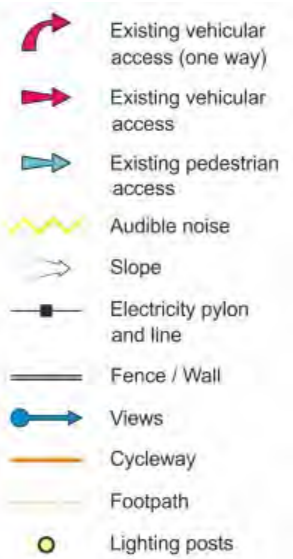 Existing vehicular
access (one way)
Existing vehicular
access
Existing pedestrian
access
Audible noise
Slope
Electricity pylon
and line
Fence / Wall
Views
Cycleway
Footpath
Lighting posts